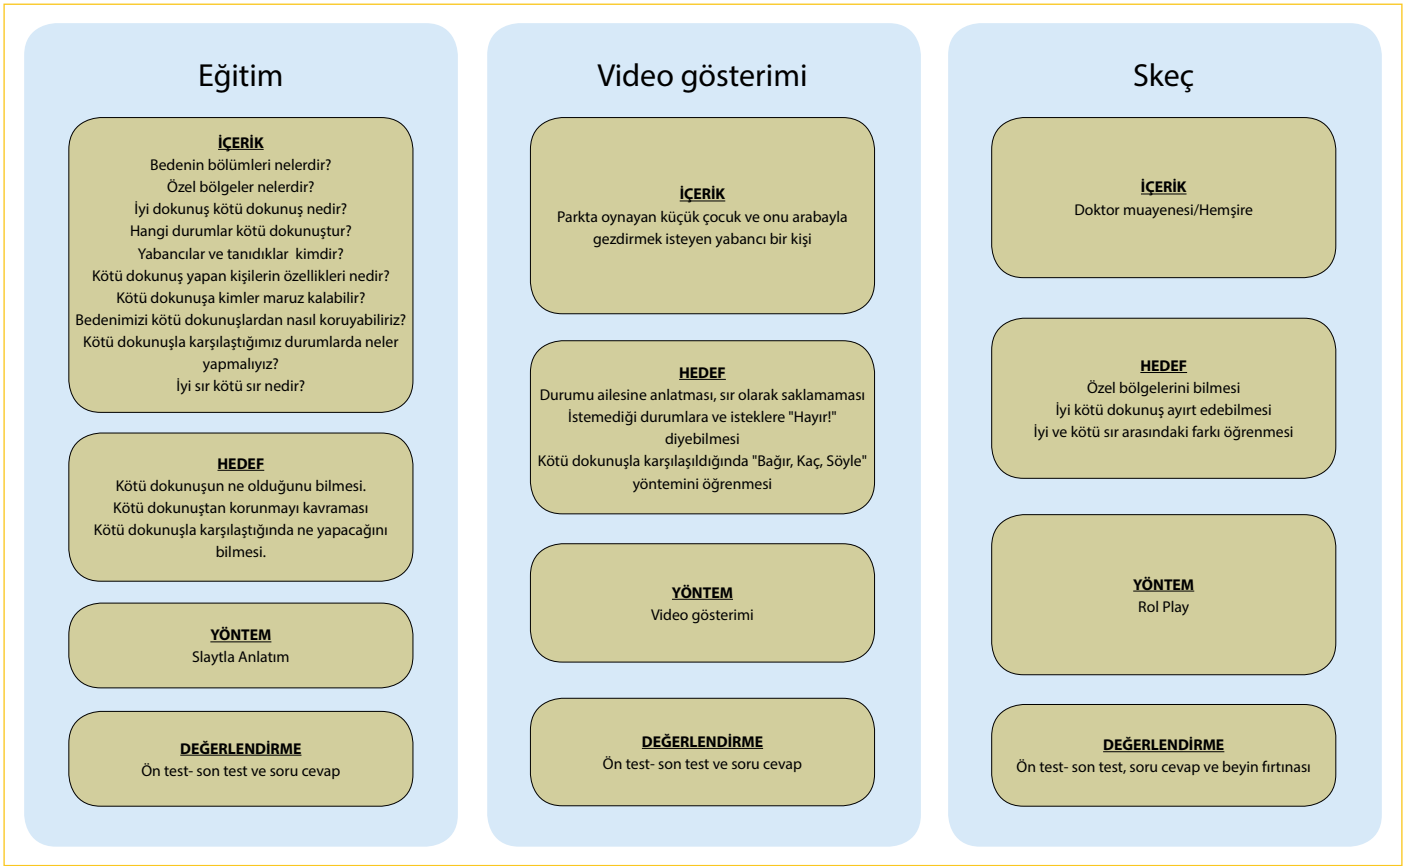 Eğitim
İÇERİK
Bedenin bölümleri nelerdir?
Özel bölgeler nelerdir?
İyi dokunuş kötü dokunuş nedir?
Hangi durumlar kötü dokunuştur?
Yabancılar ve tanıdıklar kimdir?
Kötü dokunuş yapan kişilerin özellikleri nedir?
Kötü dokunuşa kimler maruz kalabilir?
Bedenimizi kötü dokunuşlardan nasıl koruyabiliriz?
Kötü dokunuşla karşılaştığımız durumlarda neler
yapmalıyız?
İyi sır kötü sır nedir?
HEDEF
Kötü dokunuşun ne olduğunu bilmesi.
Kötü dokunuştan korunmayı kavraması
Kötü dokunuşla karşılaştığında ne yapacağını
bilmesi.
YÖNTEM
Slaytla Anlatım
DEĞERLENDİRME
Ön test- son test ve soru cevap
Video gösterimi
İÇERİK
Parkta oynayan küçük çocuk ve onu arabayla
gezdirmek isteyen yabancı bir kişi
HEDEF
Durumu ailesine anlatması, sır olarak saklamaması
İstemediği durumlara ve isteklere "Hayır!"
diyebilmesi
Kötü dokunuşla karşılaşıldığında "Bağır, Kaç, Söyle"
yöntemini öğrenmesi
YÖNTEM
Video gösterimi
DEĞERLENDİRME
Ön test- son test ve soru cevap
Skeç
İÇERİK
Doktor muayenesi/Hemşire
HEDEF
Özel bölgelerini bilmesi
İyi kötü dokunuş ayırt edebilmesi
İyi ve kötü sır arasındaki farkı öğrenmesi
YÖNTEM
Rol Play
DEĞERLENDİRME
Ön test- son test, soru cevap ve beyin fırtınası